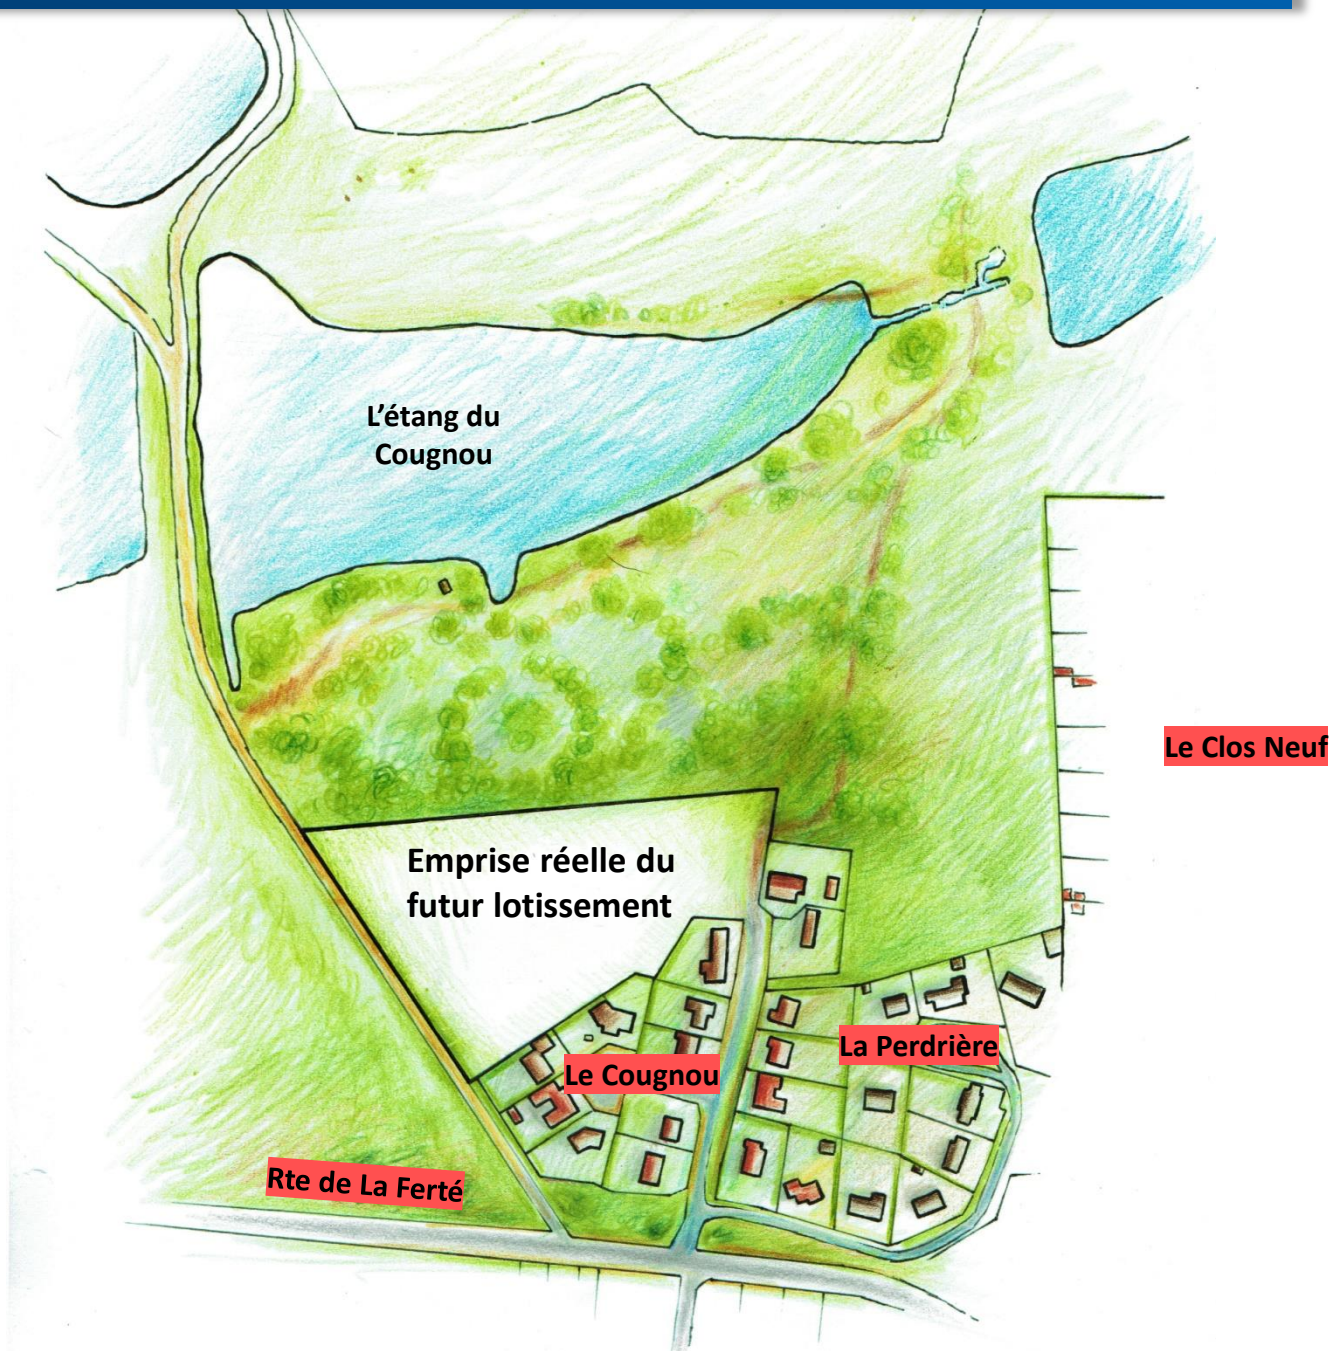 L’étang du
Cougnou
Le Clos Neuf
Emprise réelle du
futur lotissement
La Perdrière
Le Cougnou
Rte de La Ferté